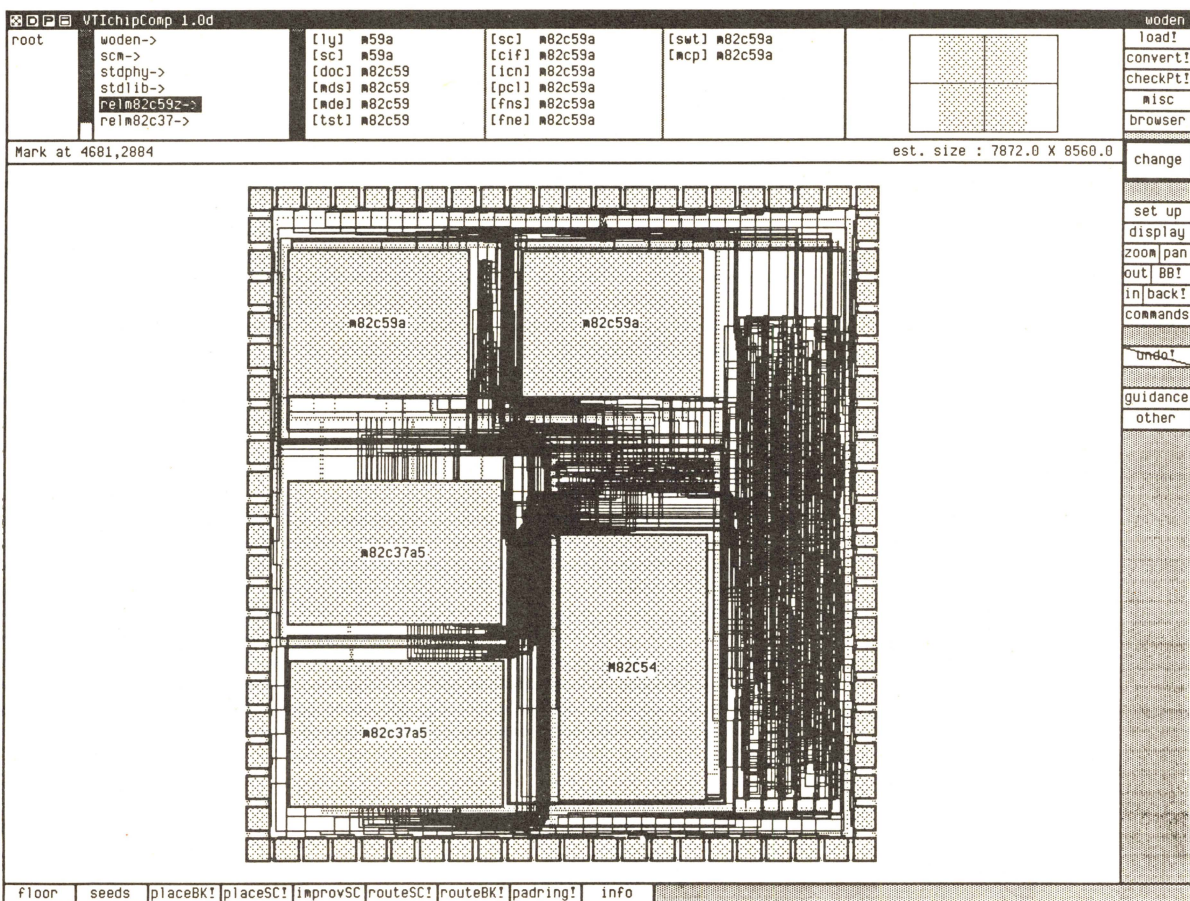 VTIchipComp 1.0d
woden
root
woden->
scm->
stdphy->
stdlib->
relm82c59z->
relm82c37->
[ly] m59a
[sc] m59a
[doc] m82c59
[mds] m82c59
[mde] m82c59
[tst] m82c59
[sc] m82c59a
[cif] m82c59a
[icn] m82c59a
[pcl] m82c59a
[fns] m82c59a
[fne] m82c59a
[swt] m82c59a
[mcp] m82c59a
load!
convert!
checkPt!
misc
browser
Mark at 4681,2884
est. size : 7872.0 X 8560.0
change
set up
display
zoom pan
out BB!
in back!
commands
undo!
guidance
other
m82c59a
m82c59a
m82c37a5
M82C54
m82c37a5
floor seeds placeBK! placeSC! improvSC routeSC! routeBK! padring! info